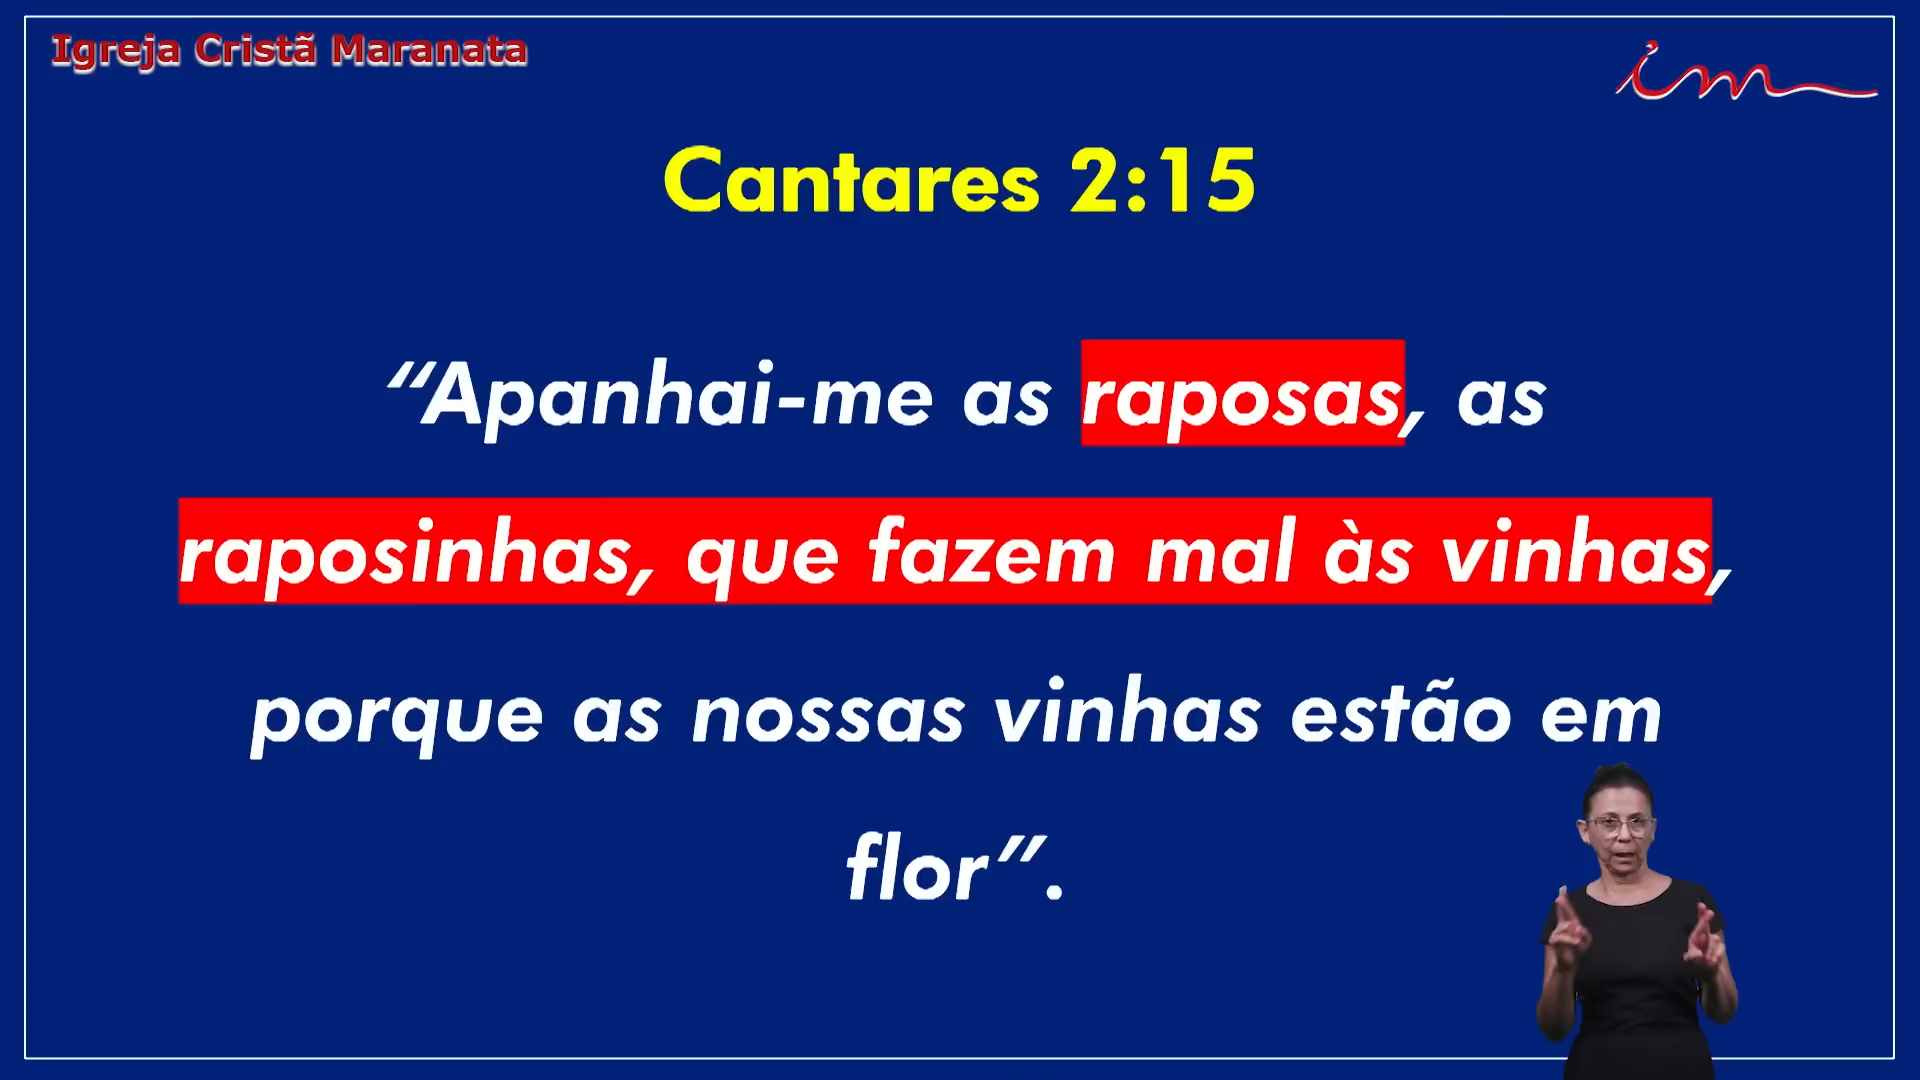 Igreja Cristã Maranata
im
Cantares 2:15
“Apanhai-me as raposas, as
raposinhas, que fazem mal às vinhas,
porque as nossas vinhas estão em
flor”.